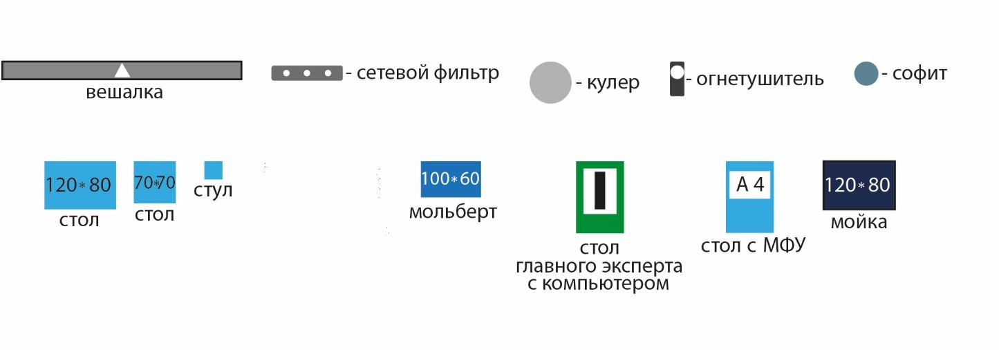 - сетевой фильтр
- кулер
- огнетушитель
- софит
вешалка
120*80
70*70
100*60
А 4
120*80
стол
стол
стул
мольберт
стол
главного эксперта
с компьютером
стол с МФУ
мойка